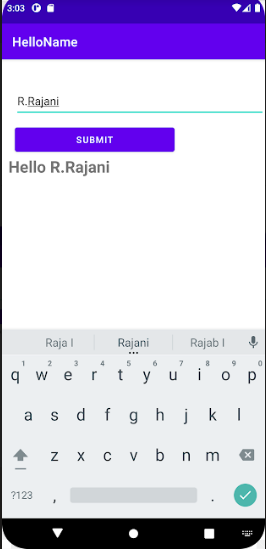 3:03
HelloName
R.Rajani
SUBMIT
Hello R.Rajani
Raja I Rajani Rajab I
1 2 3 4 5 6 7 8 9 0
q w e r t y u i o p
a s d f g h j k l
z x c v b n m
?123 , .